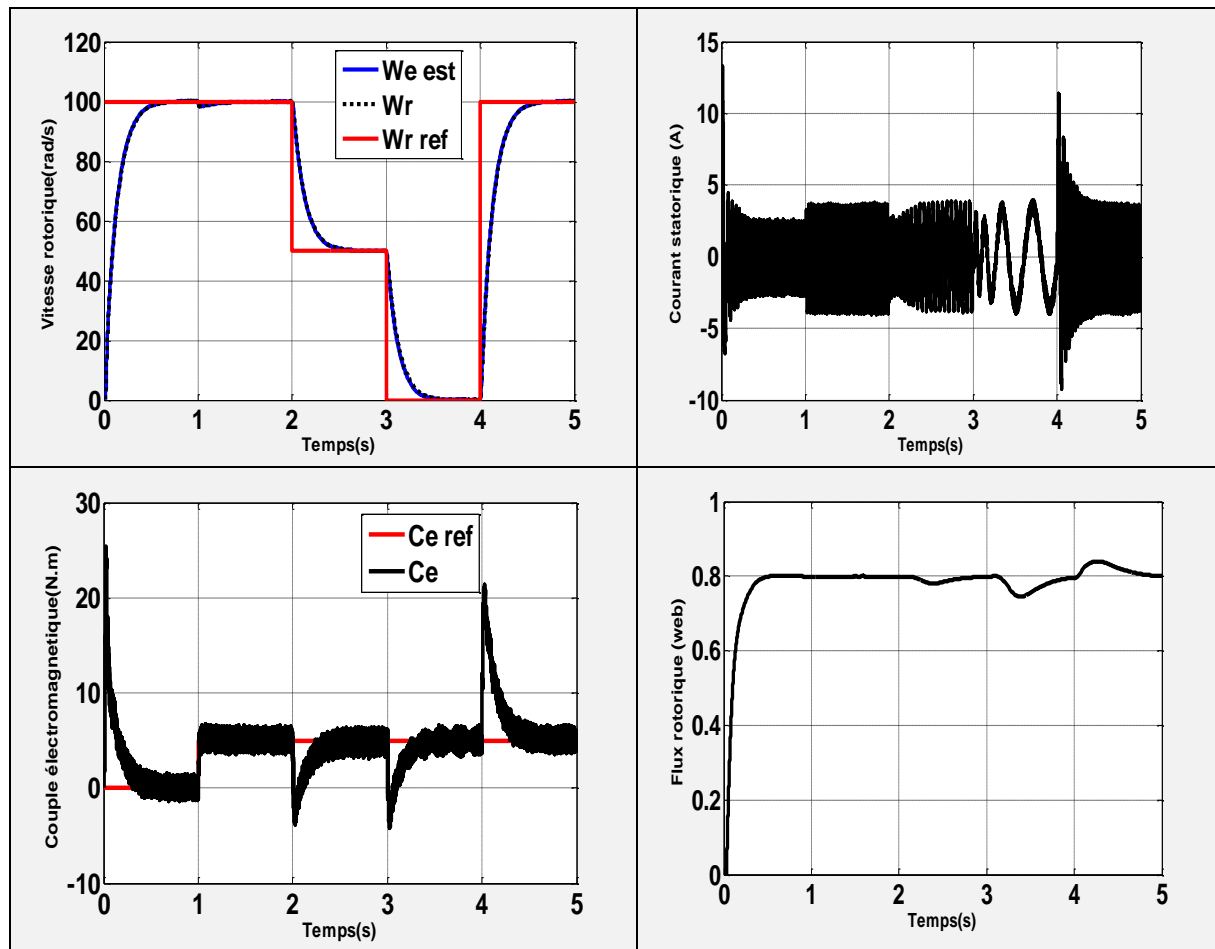 Vitesse rotorique(rad/s)
120
100
80
60
40
20
0
We est
Wr
Wr ref
0 1 2 3 4 5
Temps(s)
Courant statorique (A)
15
10
5
0
-5
-10
0 1 2 3 4 5
Temps(s)
Couple électromagnetique(N.m)
30
20
10
0
-10
Ce ref
Ce
0 1 2 3 4 5
Temps(s)
Flux rotorique (web)
1
0.8
0.6
0.4
0.2
0
0 1 2 3 4 5
Temps(s)